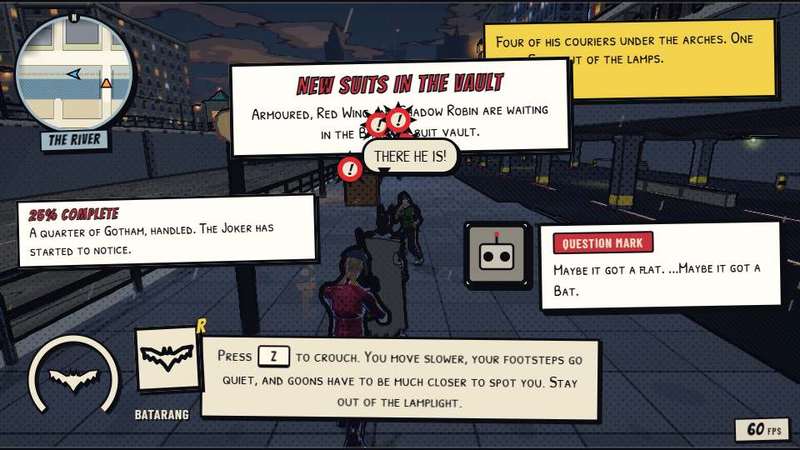 N
THE RIVER
Four of his couriers under the arches. One
out of the lamps.
NEW SUITS IN THE VAULT
Armoured, Red Wing Shadow Robin are waiting
in the suit vault.
THERE HE IS!
25% COMPLETE
A quarter of Gotham, handled. The Joker has
started to notice.
QUESTION MARK
Maybe it got a flat. ...Maybe it got a
Bat.
R
BATARANG
Press Z to crouch. You move slower, your footsteps go
quiet, and goons have to be much closer to spot you. Stay
out of the lamplight.
60 FPS